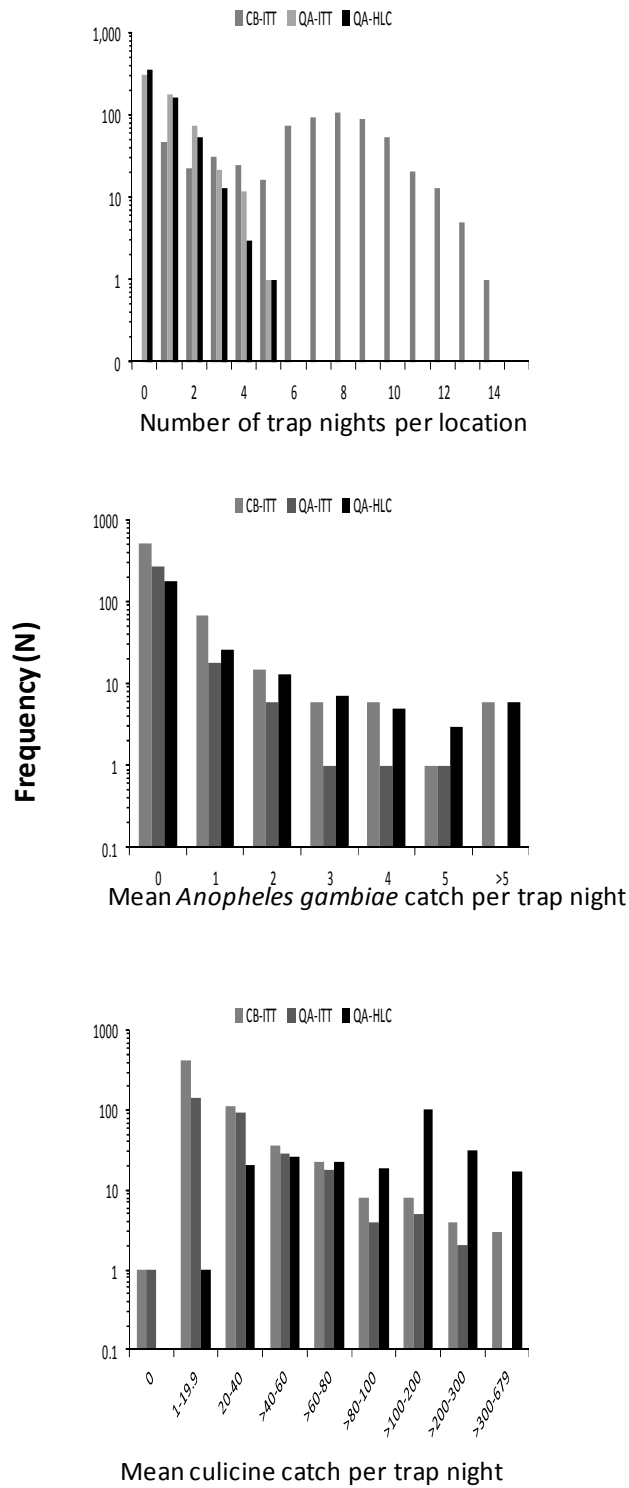 CB-ITT QA-ITT QA-HLC
1,000
100
10
1
0
0 2 4 6 8 10 12 14
Number of trap nights per location
CB-ITT QA-ITT QA-HLC
1000
100
10
1
0.1
0 1 2 3 4 5 >5
Mean Anopheles gambiae catch per trap night
Frequency (N)
CB-ITT QA-ITT QA-HLC
1000
100
10
1
0.1
0 1-19.9 20-40 >40-60 >60-80 >80-100 >100-200 >200-300 >300-679
Mean culicine catch per trap night